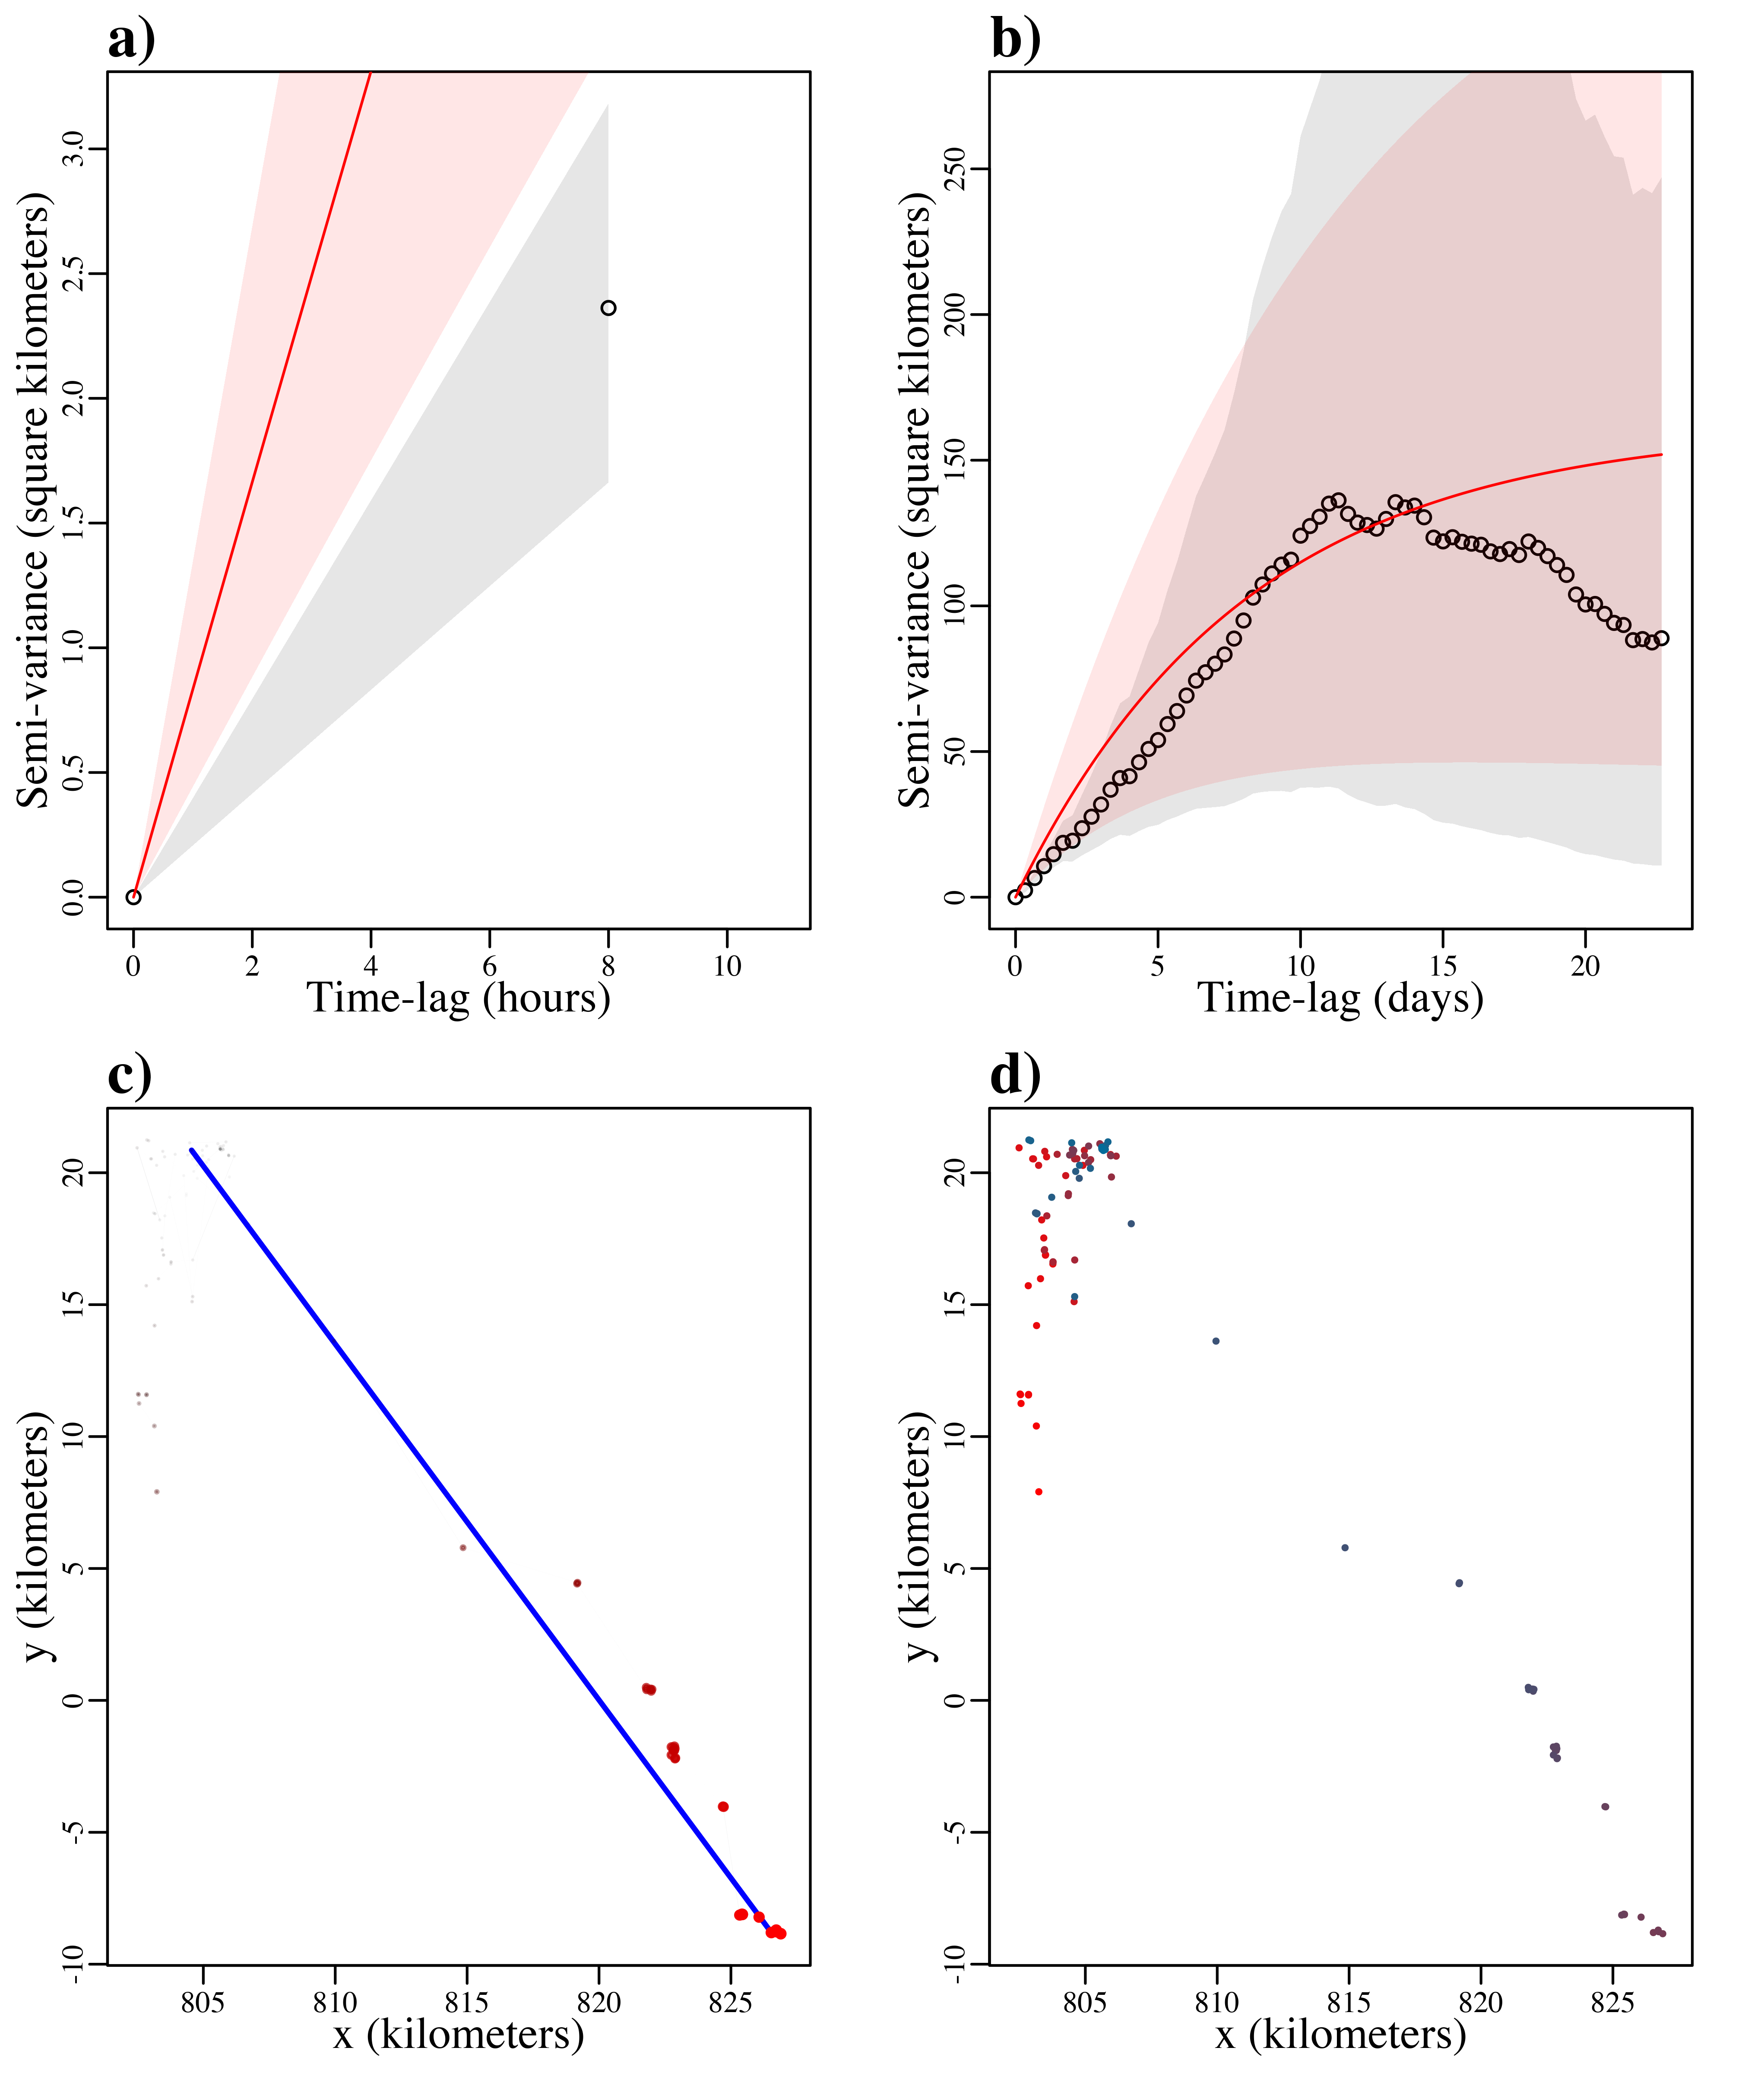 a)
Semi-variance (square kilometers)
3.0
2.5
2.0
1.5
1.0
0.5
0.0
0 2 4 6 8 10
Time-lag (hours)
b)
Semi-variance (square kilometers)
250
200
150
100
50
0
0 5 10 15 20
Time-lag (days)
c)
y (kilometers)
20
15
10
5
0
-5
-10
805 810 815 820 825
x (kilometers)
d)
y (kilometers)
20
15
10
5
0
-5
-10
805 810 815 820 825
x (kilometers)